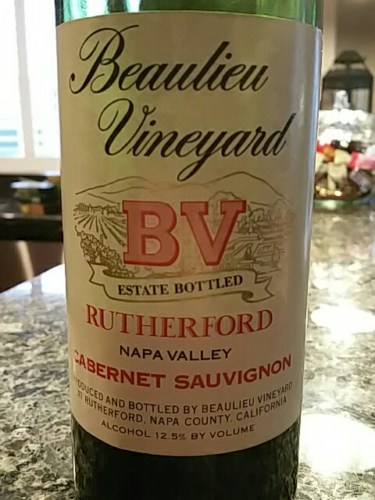 Beaulieu
Vineyard
BV
ESTATE BOTTLED
RUTHERFORD
NAPA VALLEY
CABERNET SAUVIGNON
PRODUCED AND BOTTLED BY BEAULIEU VINEYARD
AT RUTHERFORD, NAPA COUNTY, CALIFORNIA
ALCOHOL 12.5% BY VOLUME